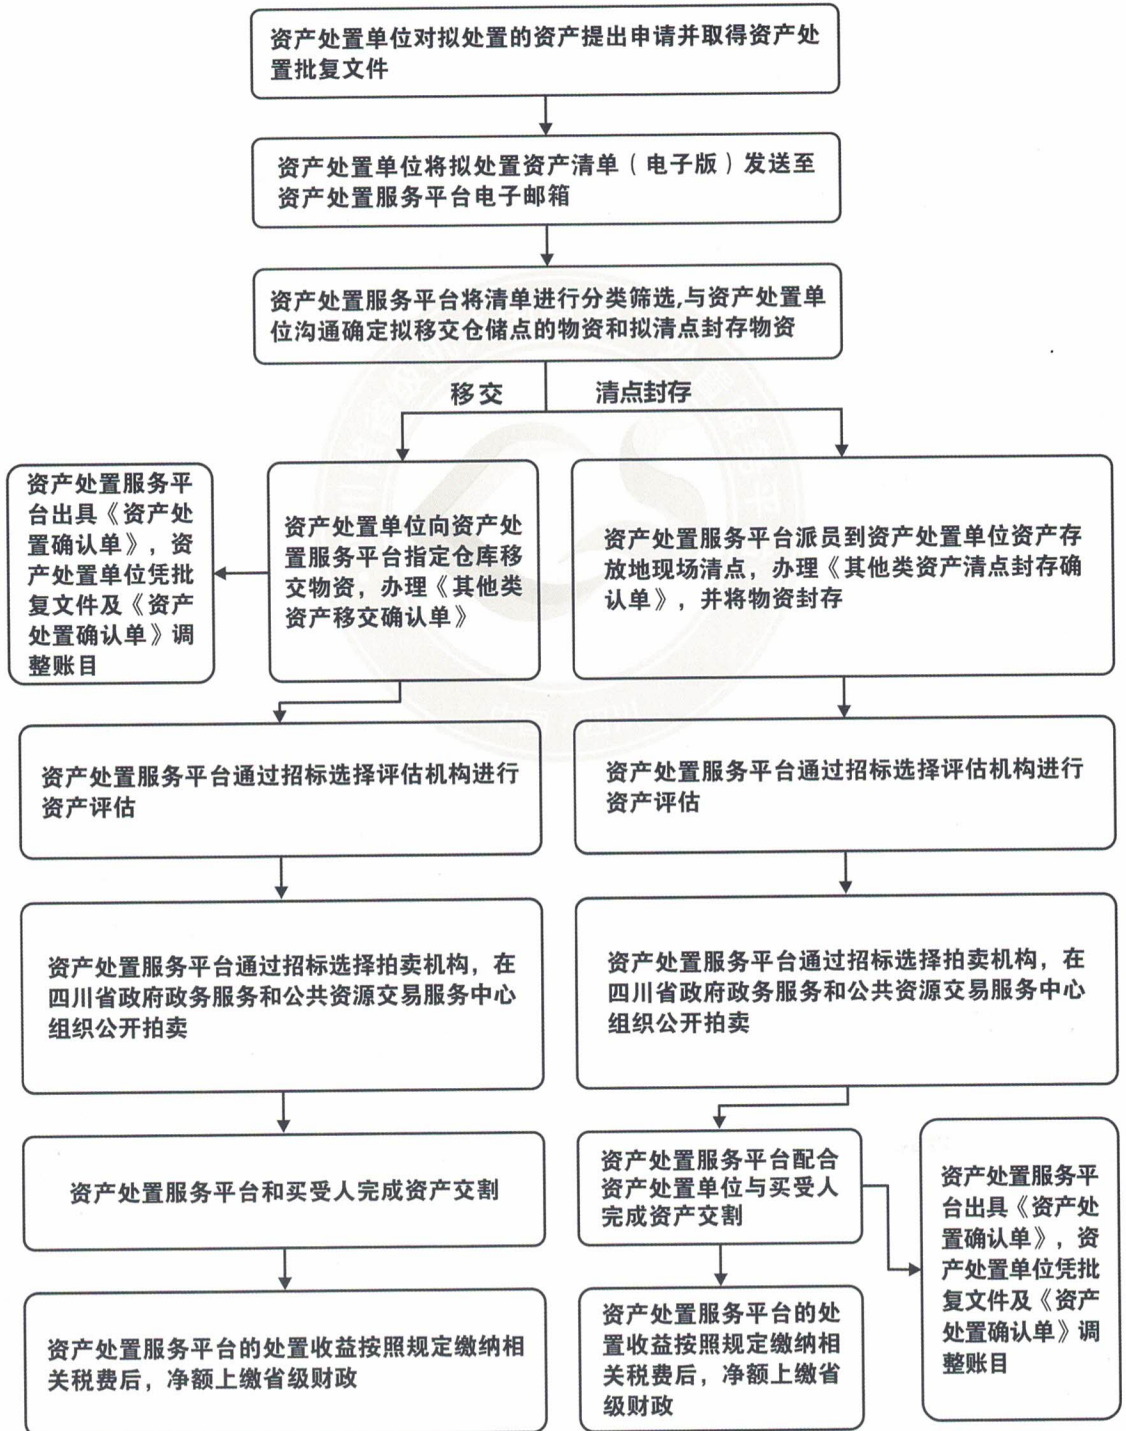 资产处置单位对拟处置的资产提出申请并取得资产处
置批复文件
资产处置单位将拟处置资产清单（电子版）发送至
资产处置服务平台电子邮箱
资产处置服务平台将清单进行分类筛选,与资产处置单
位沟通确定拟移交仓储点的物资和拟清点封存物资
移交
清点封存
资产处置服务平
台出具《资产处
置确认单》，资
产处置单位凭批
复文件及《资产
处置确认单》调
整账目
资产处置单位向资产处
置服务平台指定仓库移
交物资，办理《其他类
资产移交确认单》
资产处置服务平台派员到资产处置单位资产存
放地现场清点，办理《其他类资产清点封存确
认单》，并将物资封存
资产处置服务平台通过招标选择评估机构进行
资产评估
资产处置服务平台通过招标选择评估机构进行
资产评估
资产处置服务平台通过招标选择拍卖机构，在
四川省政府政务服务和公共资源交易服务中心
组织公开拍卖
资产处置服务平台通过招标选择拍卖机构，在
四川省政府政务服务和公共资源交易服务中心
组织公开拍卖
资产处置服务平台和买受人完成资产交割
资产处置服务平台配合
资产处置单位与买受人
完成资产交割
资产处置服务平
台出具《资产处
置确认单》，资
产处置单位凭批
复文件及《资产
处置确认单》调
整账目
资产处置服务平台的处置收益按照规定缴纳相
关税费后，净额上缴省级财政
资产处置服务平台的处
置收益按照规定缴纳相
关税费后，净额上缴省
级财政